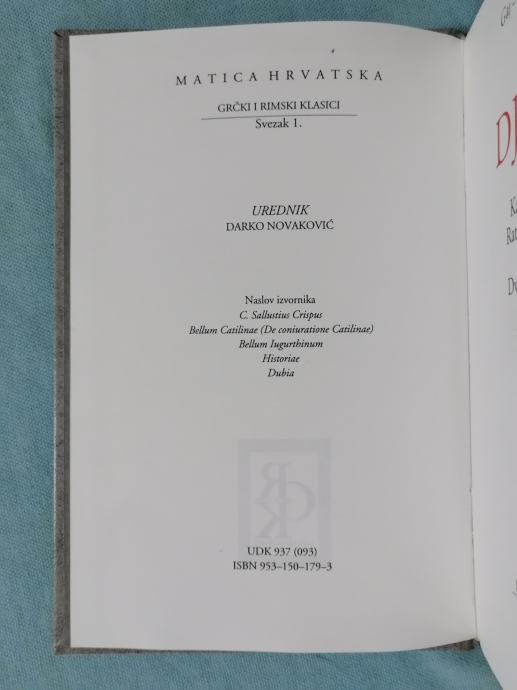 MATICA HRVATSKA
GRČKI I RIMSKI KLASICI
Svezak 1.
UREDNIK
DARKO NOVAKOVIĆ
Naslov izvornika
C. Sallustius Crispus
Bellum Catilinae (De coniuratione Catilinae)
Bellum Iugurthinum
Historiae
Dubia
UDK 937 (093)
ISBN 953–150–179–3